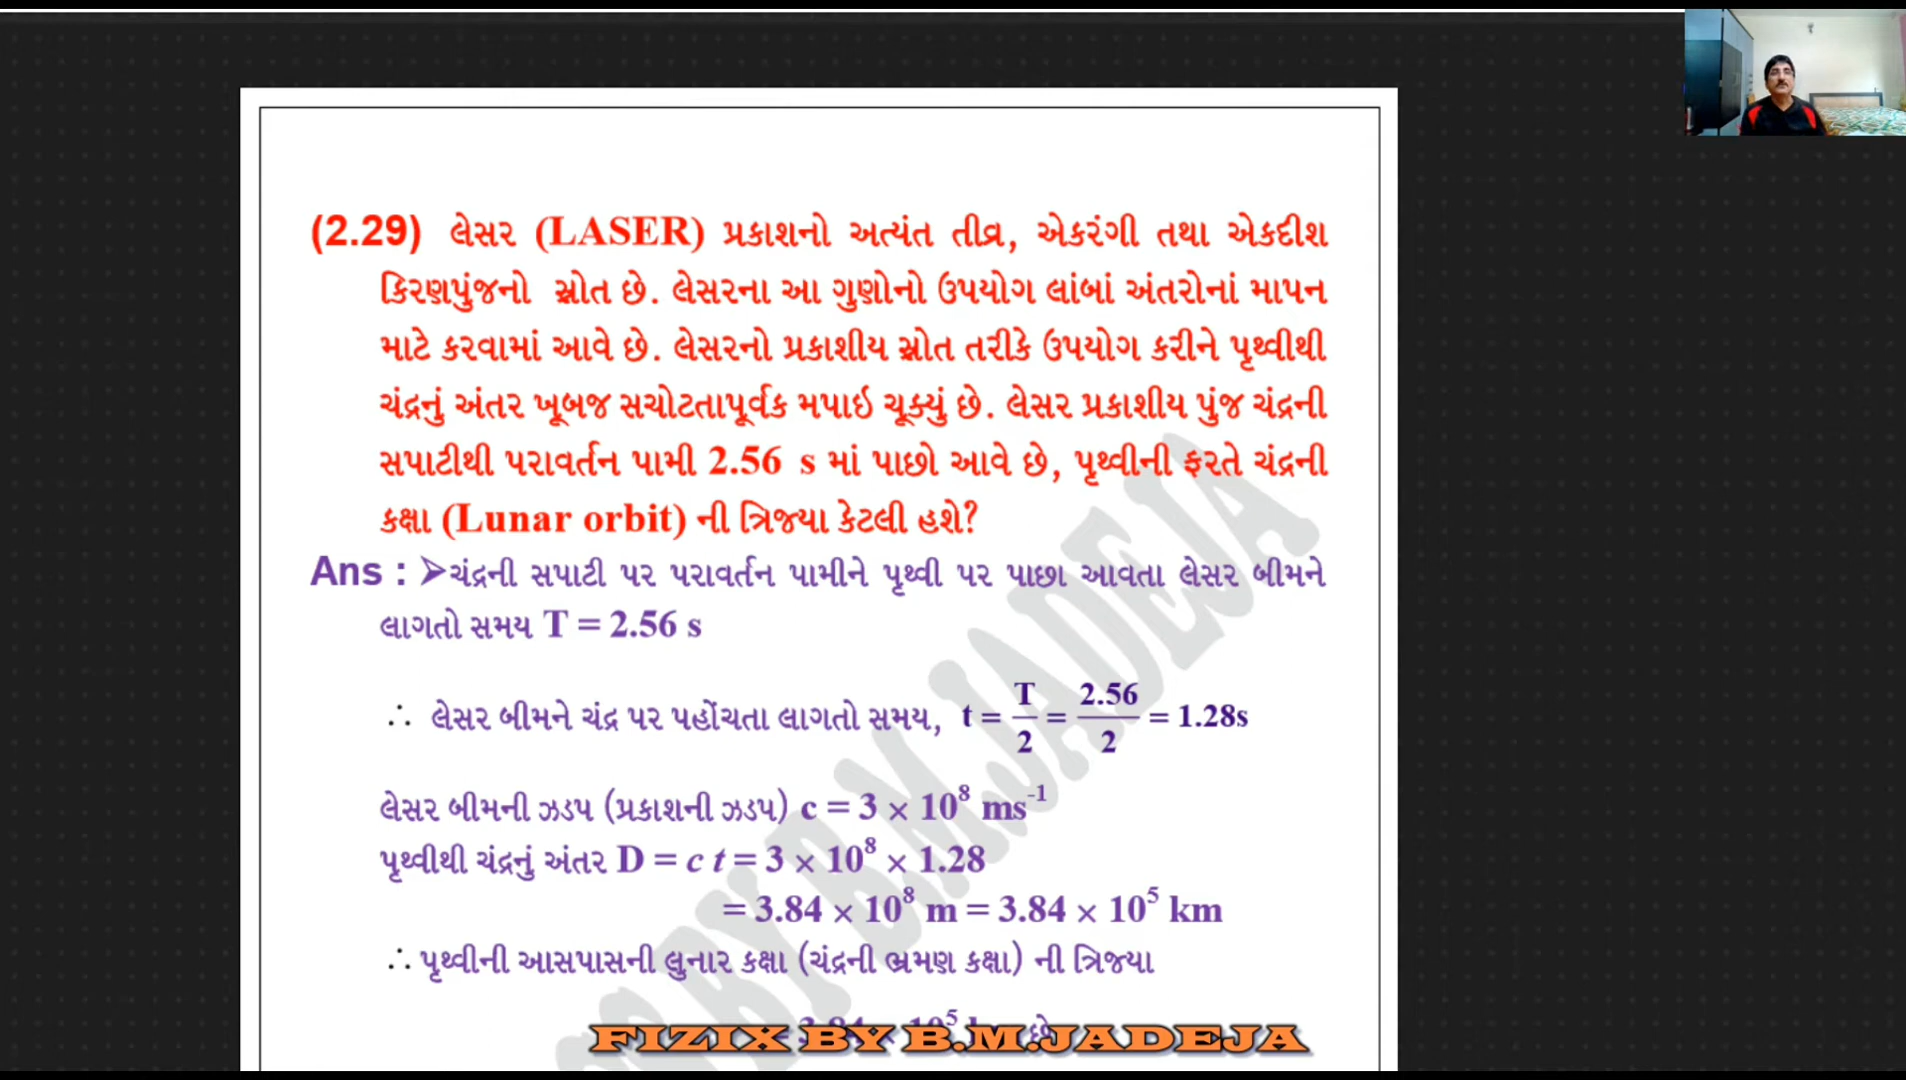 (2.29) લેસર (LASER) પ્રકાશનો અત્યંત તીવ્ર, એકરંગી તથા એકદીશ
કિરણપુંજનો સ્રોત છે. લેસરના આ ગુણોનો ઉપયોગ લાંબાં અંતરોનાં માપન
માટે કરવામાં આવે છે. લેસરનો પ્રકાશીય સ્રોત તરીકે ઉપયોગ કરીને પૃથ્વીથી
ચંદ્રનું અંતર ખૂબજ સચોટતાપૂર્વક મપાઇ ચૂક્યું છે. લેસર પ્રકાશીય પુંજ ચંદ્રની
સપાટીથી પરાવર્તન પામી 2.56 s માં પાછો આવે છે, પૃથ્વીની ફરતે ચંદ્રની
કક્ષા (Lunar orbit) ની ત્રિજ્યા કેટલી હશે?
Ans : ➤ચંદ્રની સપાટી પર પરાવર્તન પામીને પૃથ્વી પર પાછા આવતા લેસર બીમને
લાગતો સમય T = 2.56 s
∴ લેસર બીમને ચંદ્ર પર પહોંચતા લાગતો સમય, t = T/2 = 2.56/2 = 1.28s
લેસર બીમની ઝડપ (પ્રકાશની ઝડપ) c = 3 × 10⁸ ms⁻¹
પૃથ્વીથી ચંદ્રનું અંતર D = c t = 3 × 10⁸ × 1.28
= 3.84 × 10⁸ m = 3.84 × 10⁵ km
∴ પૃથ્વીની આસપાસની લુનાર કક્ષા (ચંદ્રની ભ્રમણ કક્ષા) ની ત્રિજ્યા
FIZIX BY B.M.JADEJA